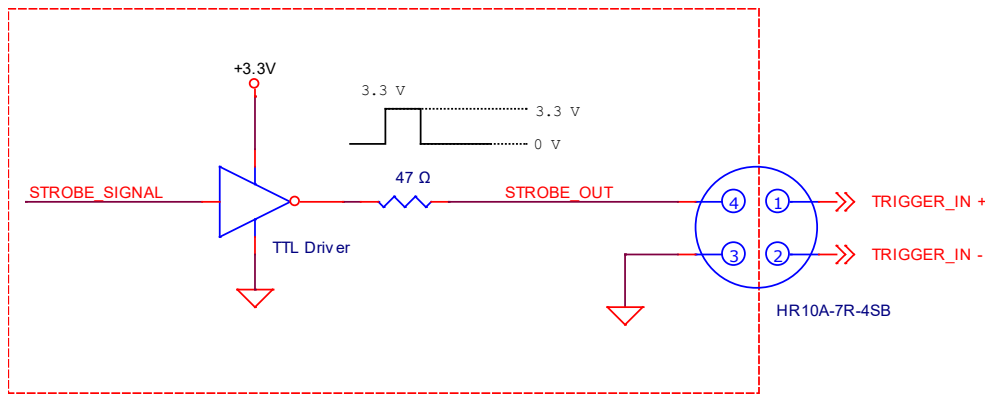 +3.3V
3.3 V
3.3 V
0 V
STROBE_SIGNAL
47 Ω
STROBE_OUT
TTL Driver
4
1
TRIGGER_IN +
3
2
TRIGGER_IN -
HR10A-7R-4SB